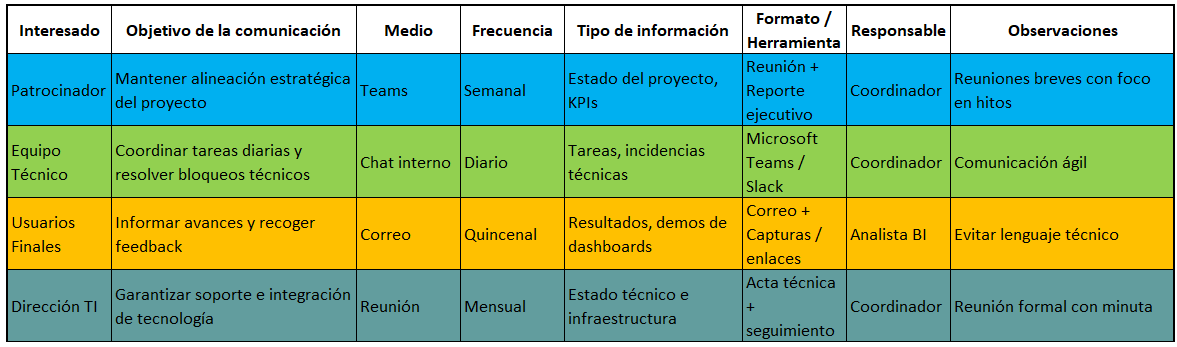 Interesado Objetivo de la comunicación Medio Frecuencia Tipo de información Formato / Herramienta Responsable Observaciones
Patrocinador Mantener alineación estratégica del proyecto Teams Semanal Estado del proyecto, KPIs Reunión + Reporte ejecutivo Coordinador Reuniones breves con foco en hitos
Equipo Técnico Coordinar tareas diarias y resolver bloqueos técnicos Chat interno Diario Tareas, incidencias técnicas Microsoft Teams / Slack Coordinador Comunicación ágil
Usuarios Finales Informar avances y recoger feedback Correo Quincenal Resultados, demos de dashboards Correo + Capturas / enlaces Analista BI Evitar lenguaje técnico
Dirección TI Garantizar soporte e integración de tecnología Reunión Mensual Estado técnico e infraestructura Acta técnica + seguimiento Coordinador Reunión formal con minuta